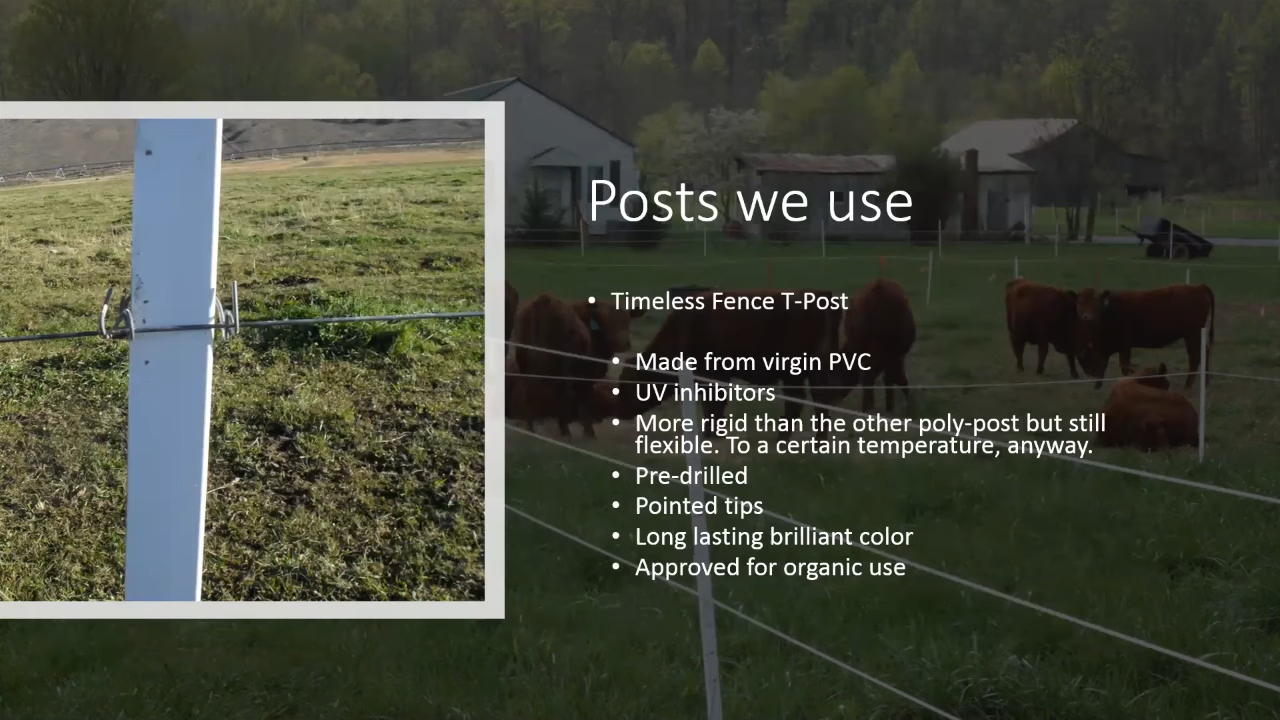 Posts we use
• Timeless Fence T-Post
• Made from virgin PVC
• UV inhibitors
• More rigid than the other poly-post but still
flexible. To a certain temperature, anyway.
• Pre-drilled
• Pointed tips
• Long lasting brilliant color
• Approved for organic use